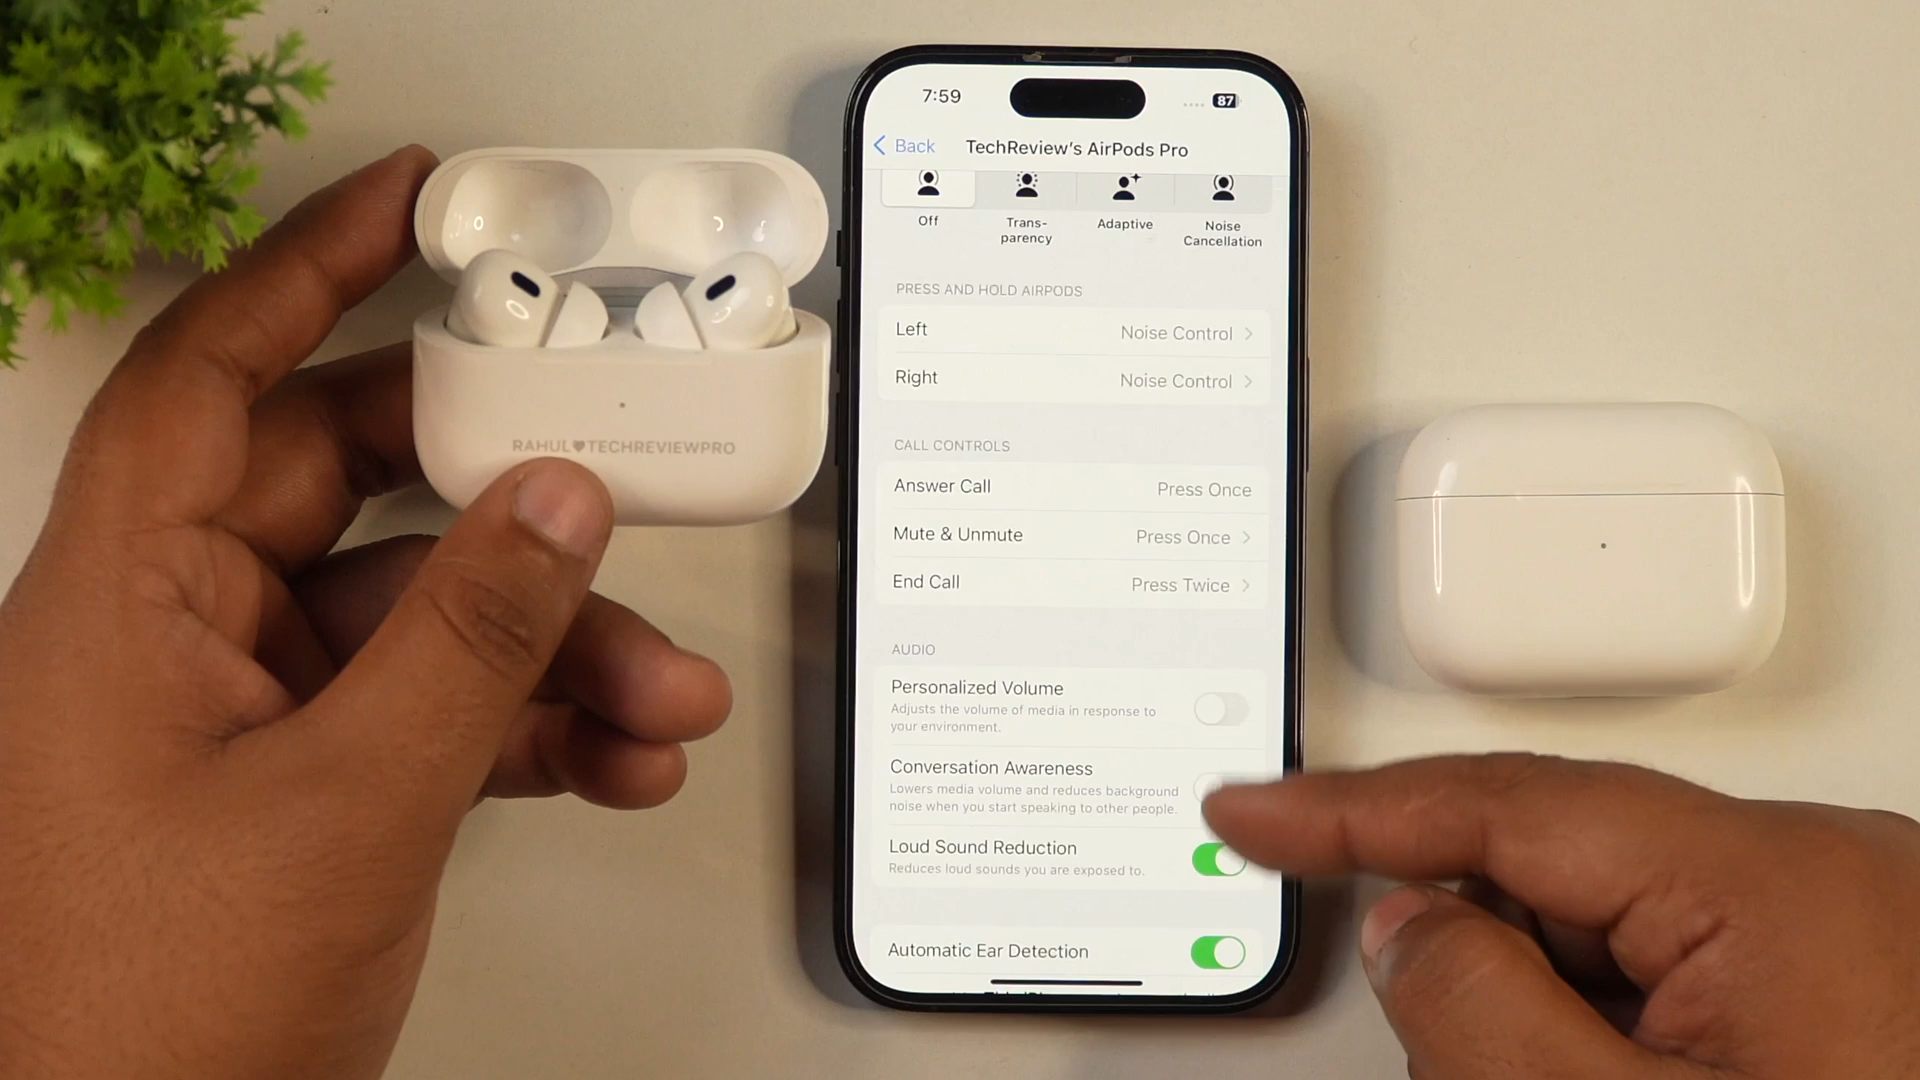 7:59
87
Back
TechReview's AirPods Pro
Off
Trans-
parency
Adaptive
Noise
Cancellation
PRESS AND HOLD AIRPODS
Left
Noise Control
Right
Noise Control
CALL CONTROLS
Answer Call
Press Once
Mute & Unmute
Press Once
End Call
Press Twice
AUDIO
Personalized Volume
Adjusts the volume of media in response to
your environment.
Conversation Awareness
Lowers media volume and reduces background
noise when you start speaking to other people.
Loud Sound Reduction
Reduces loud sounds you are exposed to.
Automatic Ear Detection
RAHUL♥TECHREVIEWPRO